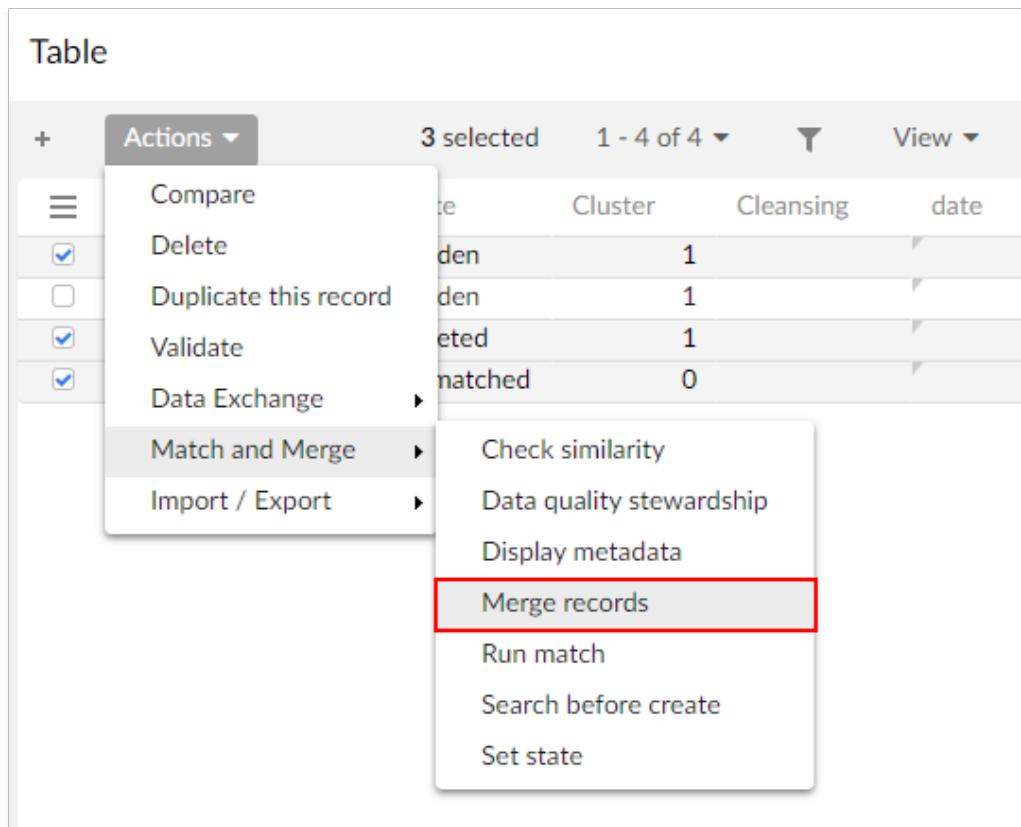 Table
+ Actions 3 selected 1 - 4 of 4 View
Cluster Cleansing date
1
1
1
0
Compare
Delete
Duplicate this record
Validate
Data Exchange
Match and Merge
Import / Export
Check similarity
Data quality stewardship
Display metadata
Merge records
Run match
Search before create
Set state